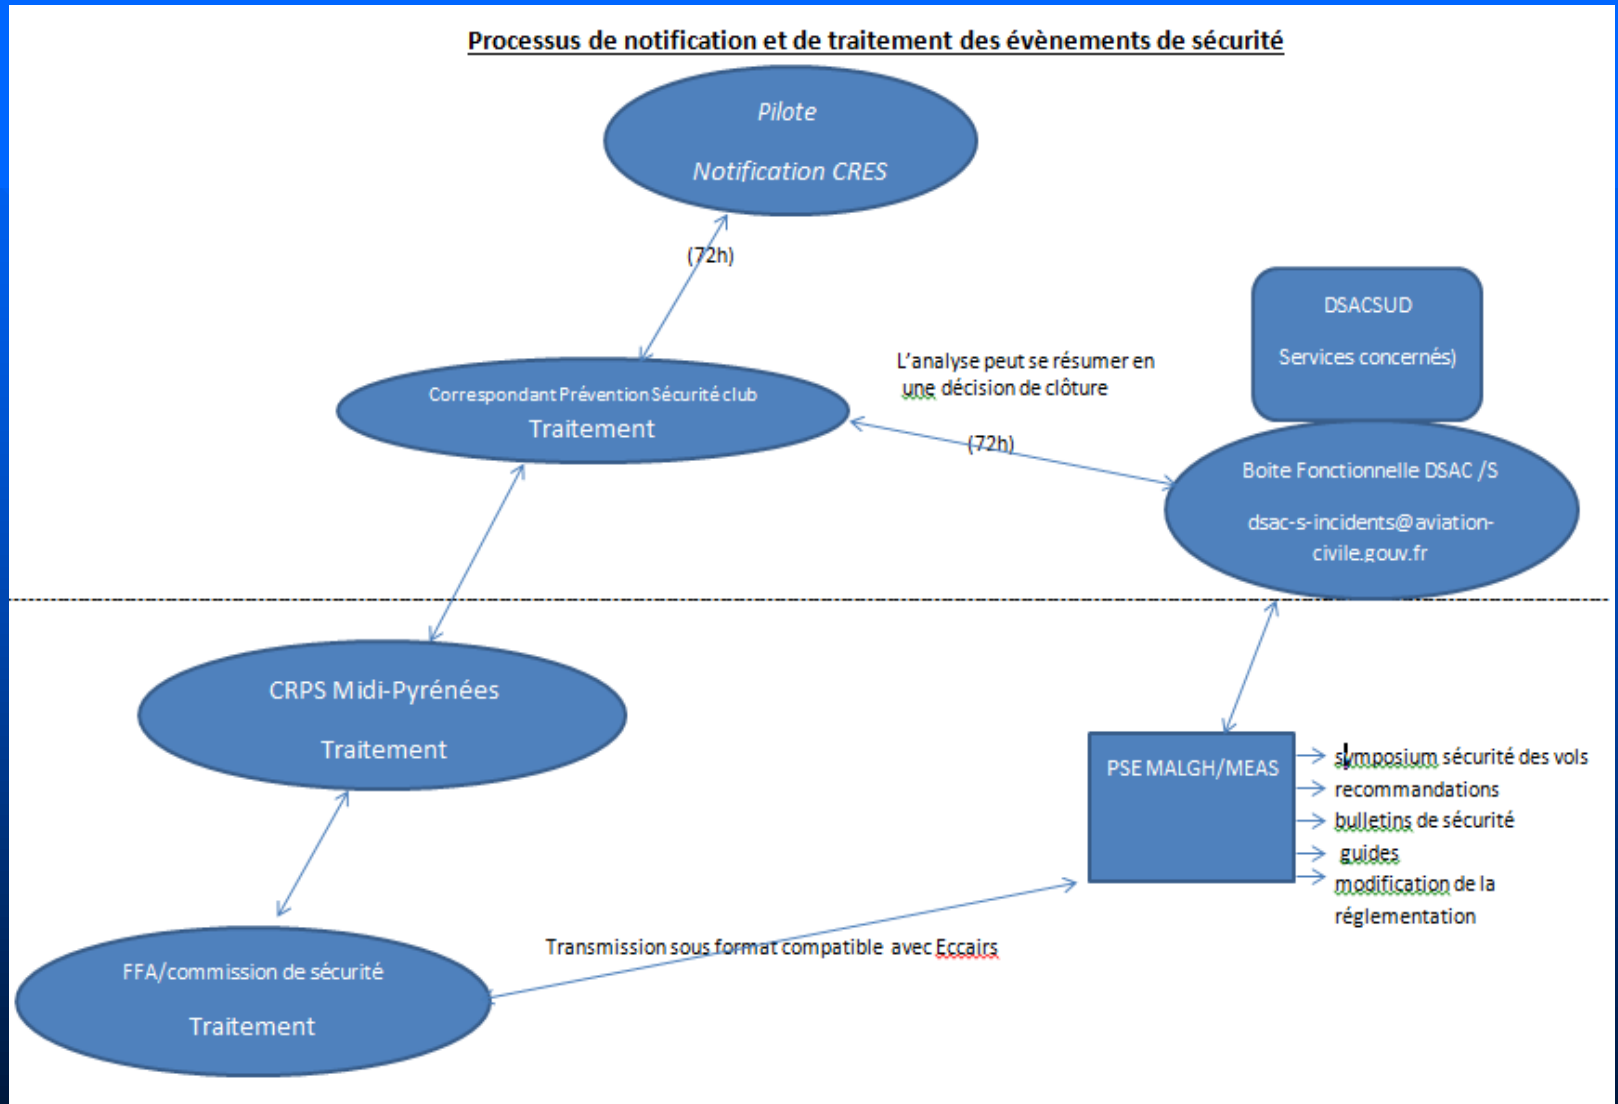 Processus de notification et de traitement des évènements de sécurité
Pilote
Notification CRES
(72h)
DSACSUD
Services concernés)
L'analyse peut se résumer en
une décision de clôture
Correspondant Prévention Sécurité club
Traitement
(72h)
Boite Fonctionnelle DSAC /S
dsac-s-incidents@aviation-
civile.gouv.fr
CRPS Midi-Pyrénées
Traitement
PSE MALGH/MEAS
symposium sécurité des vols
recommandations
bulletins de sécurité
guides
modification de la
réglementation
Transmission sous format compatible avec Eccairs
FFA/commission de sécurité
Traitement